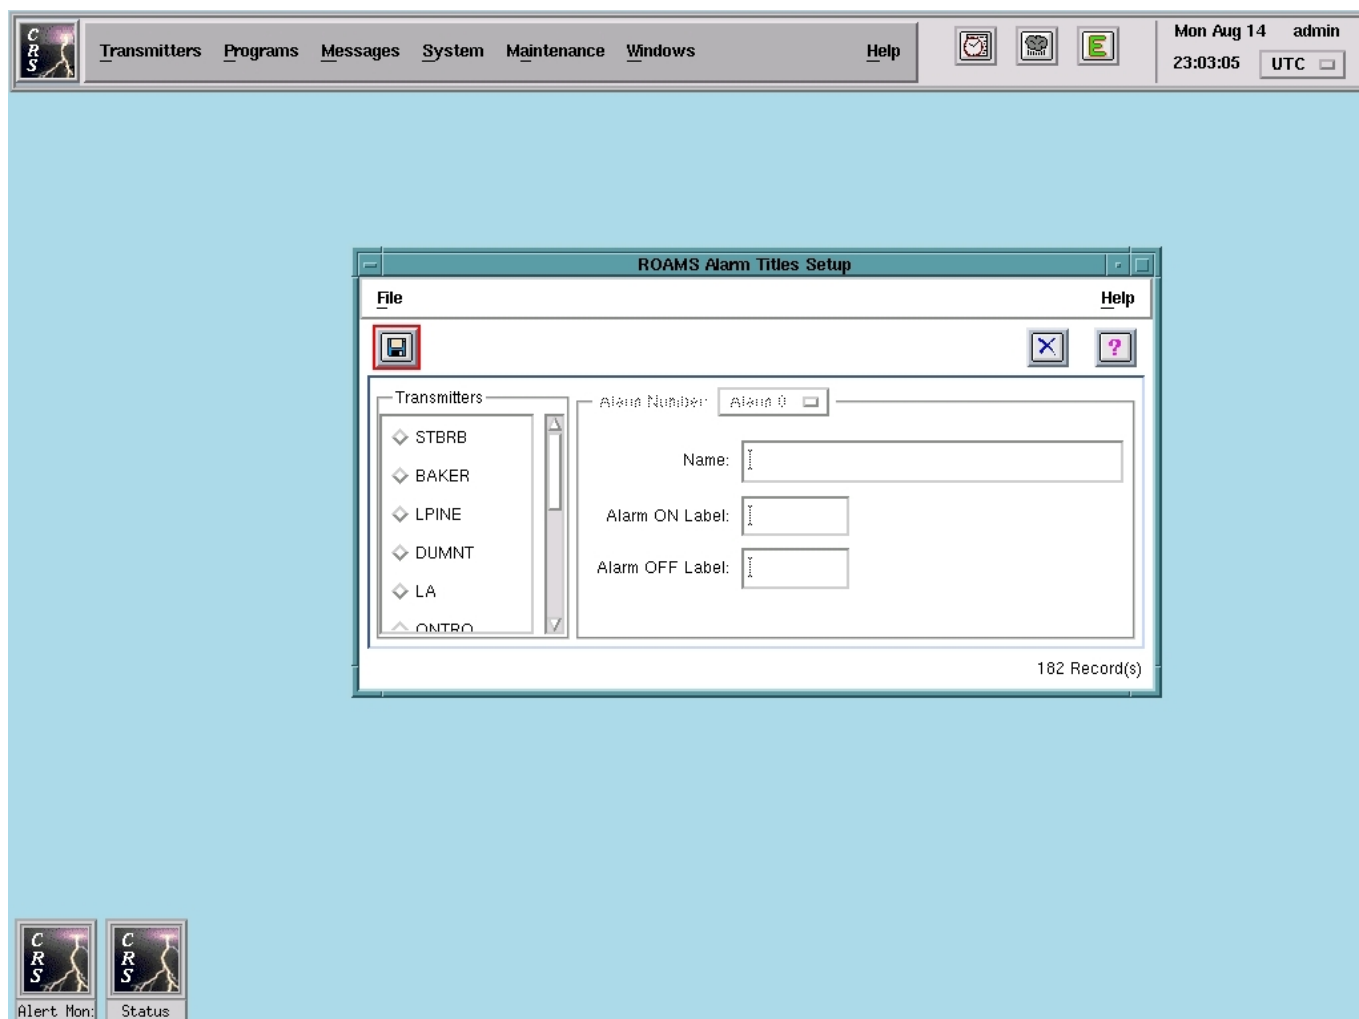 CRS
Transmitters Programs Messages System Maintenance Windows Help
E
Mon Aug 14 admin
23:03:05 UTC
ROAMS Alarm Titles Setup
File Help
?
Transmitters
STBRB
BAKER
LPINE
DUMNT
LA
ONTRO
Alarm Number: Alarm 0
Name:
Alarm ON Label:
Alarm OFF Label:
182 Record(s)
CRS
Alert Mon:
CRS
Status